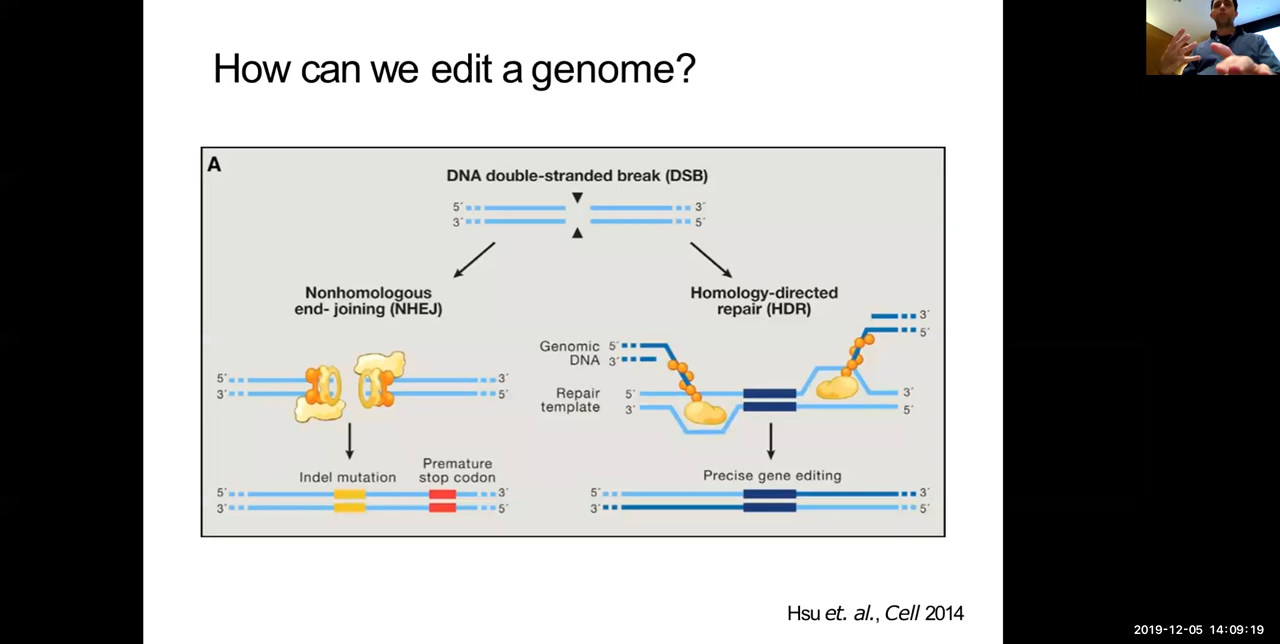 How can we edit a genome?
A
DNA double-stranded break (DSB)
5´ 3´
3´ 5´
Nonhomologous
end- joining (NHEJ)
Homology-directed
repair (HDR)
3´
5´
Genomic 5´
DNA 3´
5´ 3´
3´ 5´
Repair 5´ 3´
template 3´ 5´
Indel mutation
Premature
stop codon
5´ 3´
3´ 5´
Precise gene editing
5´ 3´
3´ 5´
Hsu et. al., Cell 2014
2019-12-05 14:09:19